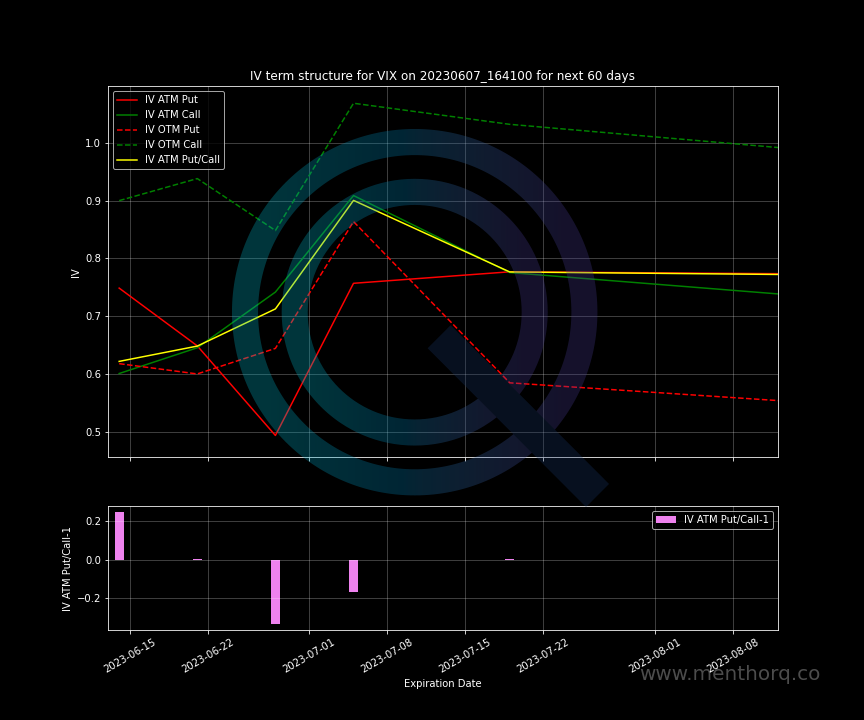 IV term structure for VIX on 20230607_164100 for next 60 days
IV ATM Put
IV ATM Call
IV OTM Put
IV OTM Call
IV ATM Put/Call
1.0
0.9
0.8
0.7
0.6
0.5
IV
IV ATM Put/Call-1
0.2
0.0
−0.2
IV ATM Put/Call-1
2023-06-15
2023-06-22
2023-07-01
2023-07-08
2023-07-15
2023-07-22
2023-08-01
2023-08-08
Expiration Date
www.menthorq.co